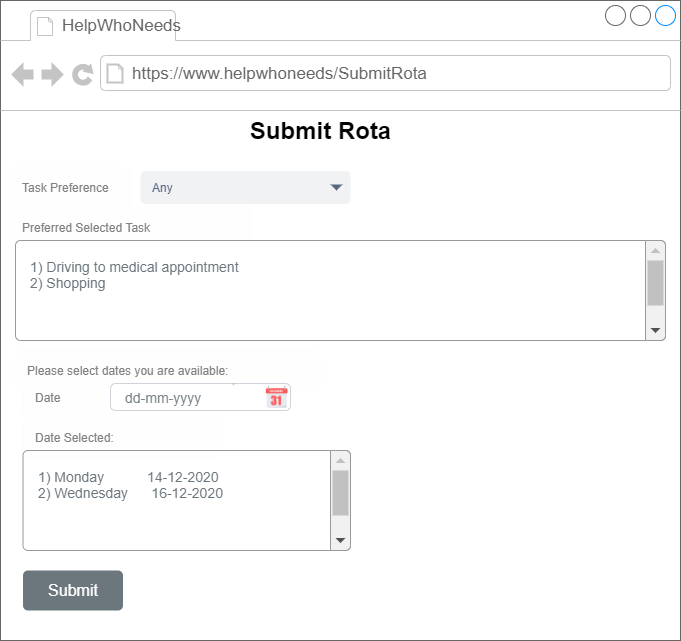 HelpWhoNeeds
https://www.helpwhoneeds/SubmitRota
Submit Rota
Task Preference Any
Preferred Selected Task
1) Driving to medical appointment
2) Shopping
Please select dates you are available:
Date dd-mm-yyyy 31
Date Selected:
1) Monday 14-12-2020
2) Wednesday 16-12-2020
Submit